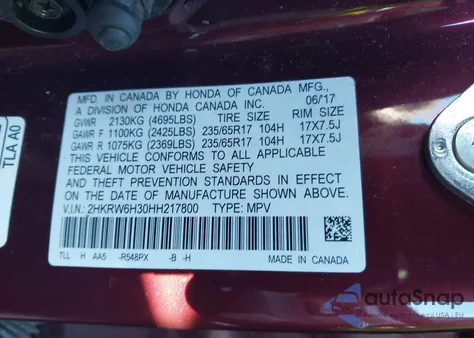 MFD. IN CANADA BY HONDA OF CANADA MFG.,
A DIVISION OF HONDA CANADA INC. 06/17
GVWR 2130KG (4695LBS) TIRE SIZE RIM SIZE
GAWR F 1100KG (2425LBS) 235/65R17 104H 17X7.5J
GAWR R 1075KG (2369LBS) 235/65R17 104H 17X7.5J
THIS VEHICLE CONFORMS TO ALL APPLICABLE
FEDERAL MOTOR VEHICLE SAFETY
AND THEFT PREVENTION STANDARDS IN EFFECT
ON THE DATE OF MANUFACTURE SHOWN ABOVE.
V.I.N.: 2HKRW6H30HH217800 TYPE: MPV
TLL H AA5 -R548PX -B -H
MADE IN CANADA
TLA A0
autoSnap